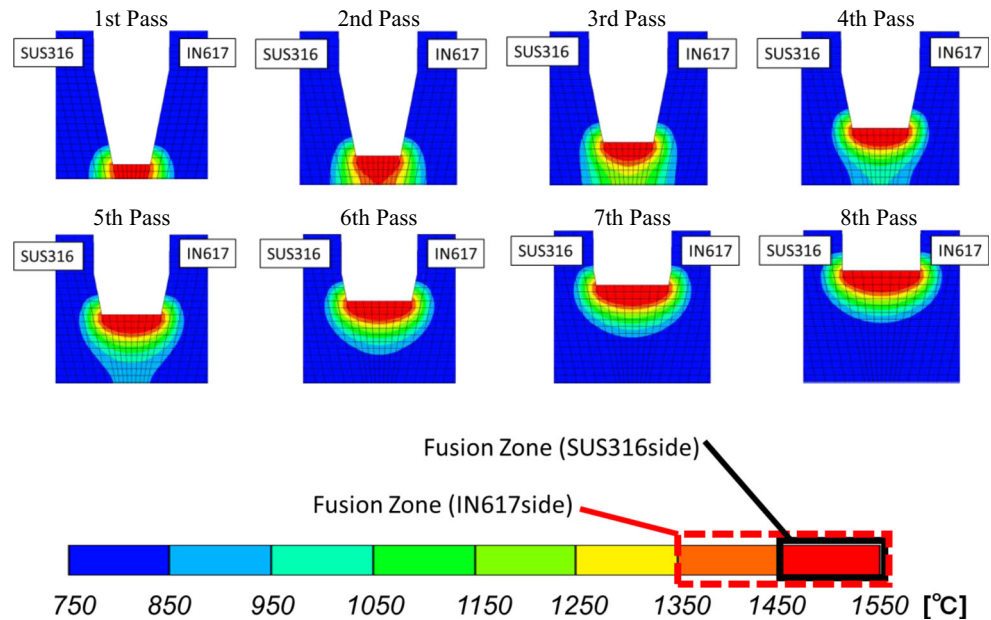 1st Pass 2nd Pass 3rd Pass 4th Pass
SUS316 IN617 SUS316 IN617 SUS316 IN617 SUS316 IN617
5th Pass 6th Pass 7th Pass 8th Pass
SUS316 IN617 SUS316 IN617 SUS316 IN617 SUS316 IN617
Fusion Zone (SUS316side)
Fusion Zone (IN617side)
750 850 950 1050 1150 1250 1350 1450 1550 [℃]